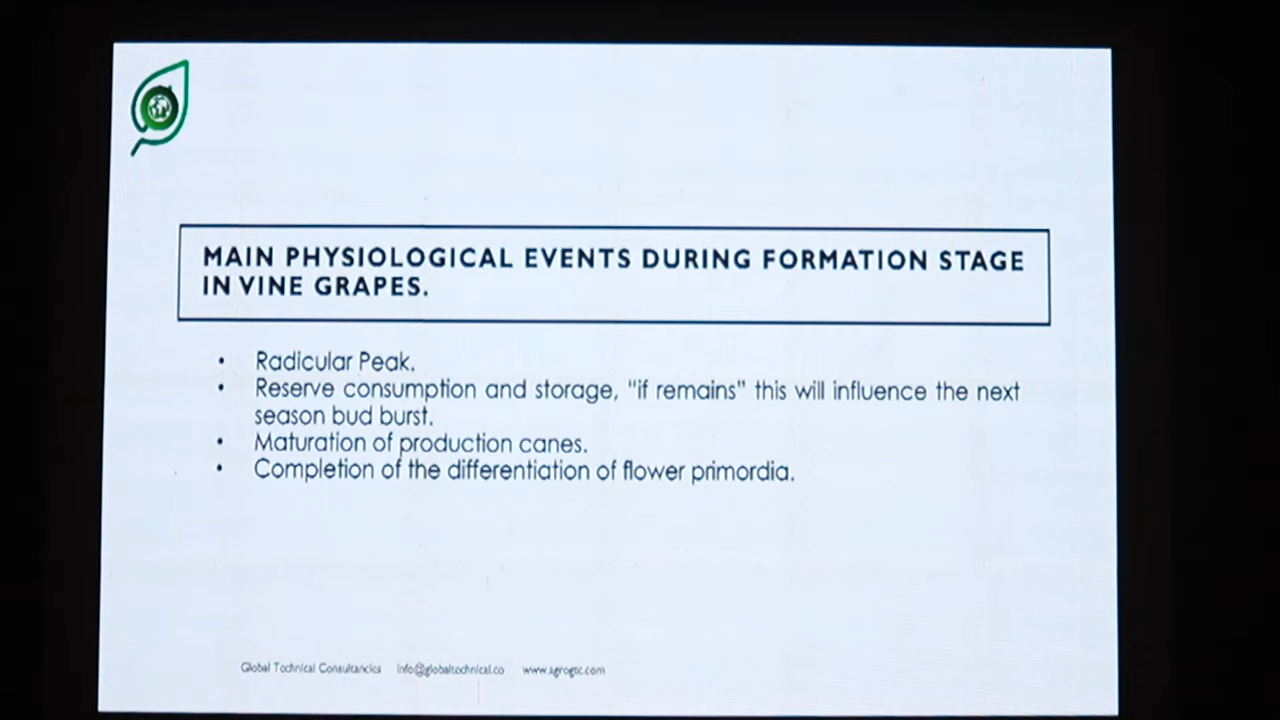 MAIN PHYSIOLOGICAL EVENTS DURING FORMATION STAGE
IN VINE GRAPES.
• Radicular Peak.
• Reserve consumption and storage, "if remains" this will influence the next
season bud burst.
• Maturation of production canes.
• Completion of the differentiation of flower primordia.
Global Technical Consultancies Info@globaltechnical.co www.agrogtc.com